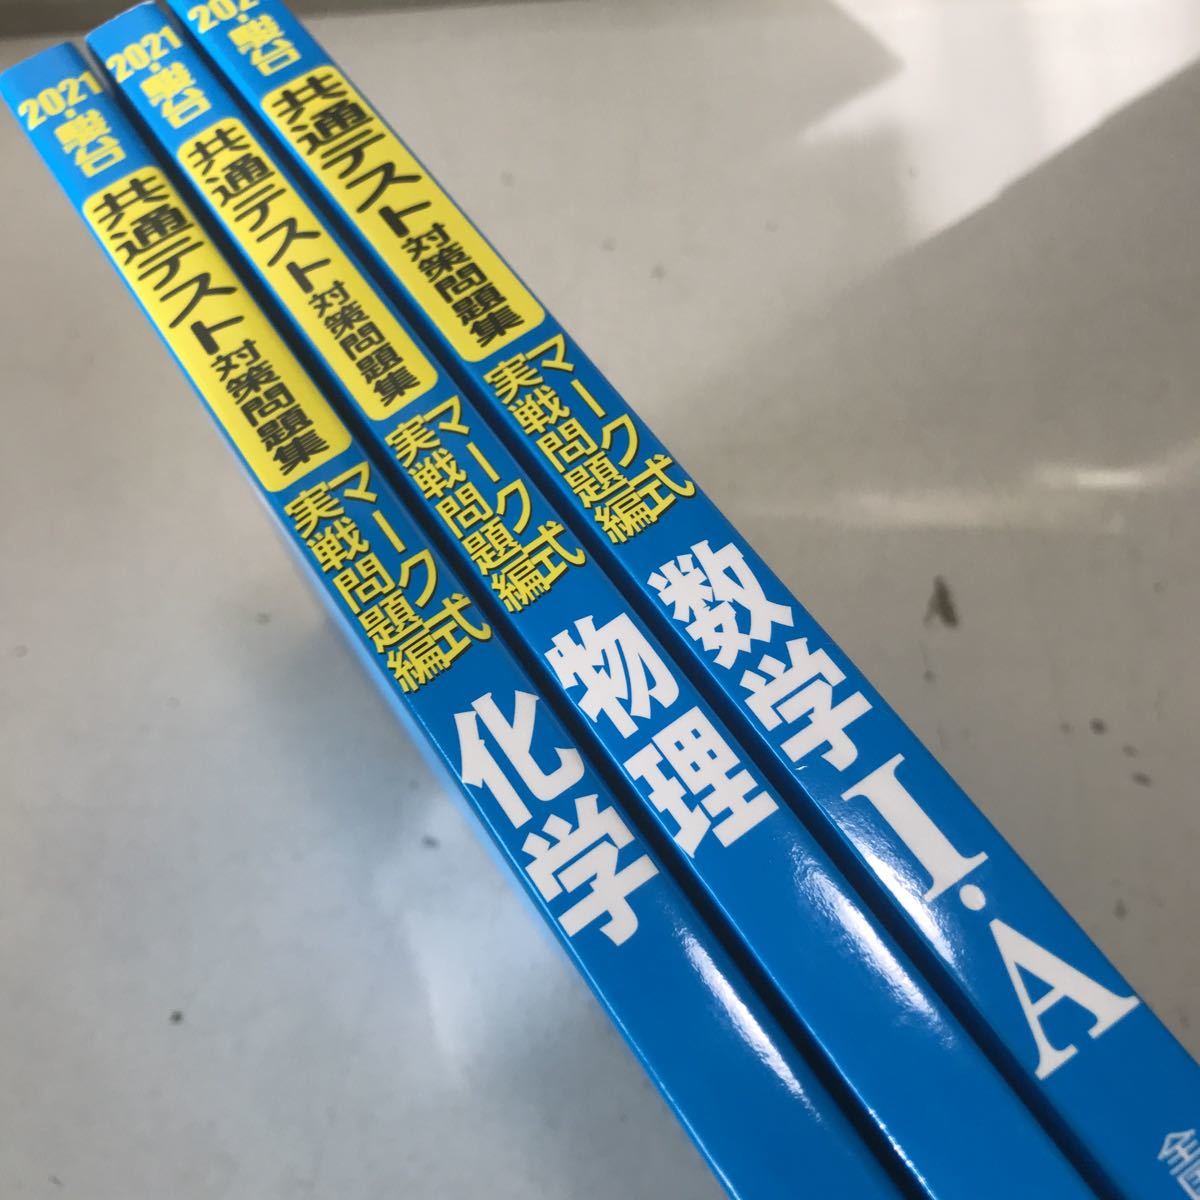 2021・駿台
共通テスト対策問題集
マーク式
実戦問題編
化学
2021・駿台
共通テスト対策問題集
マーク式
実戦問題編
物理
202
駿台
共通テスト対策問題集
マーク式
実戦問題編
数学I・A
全